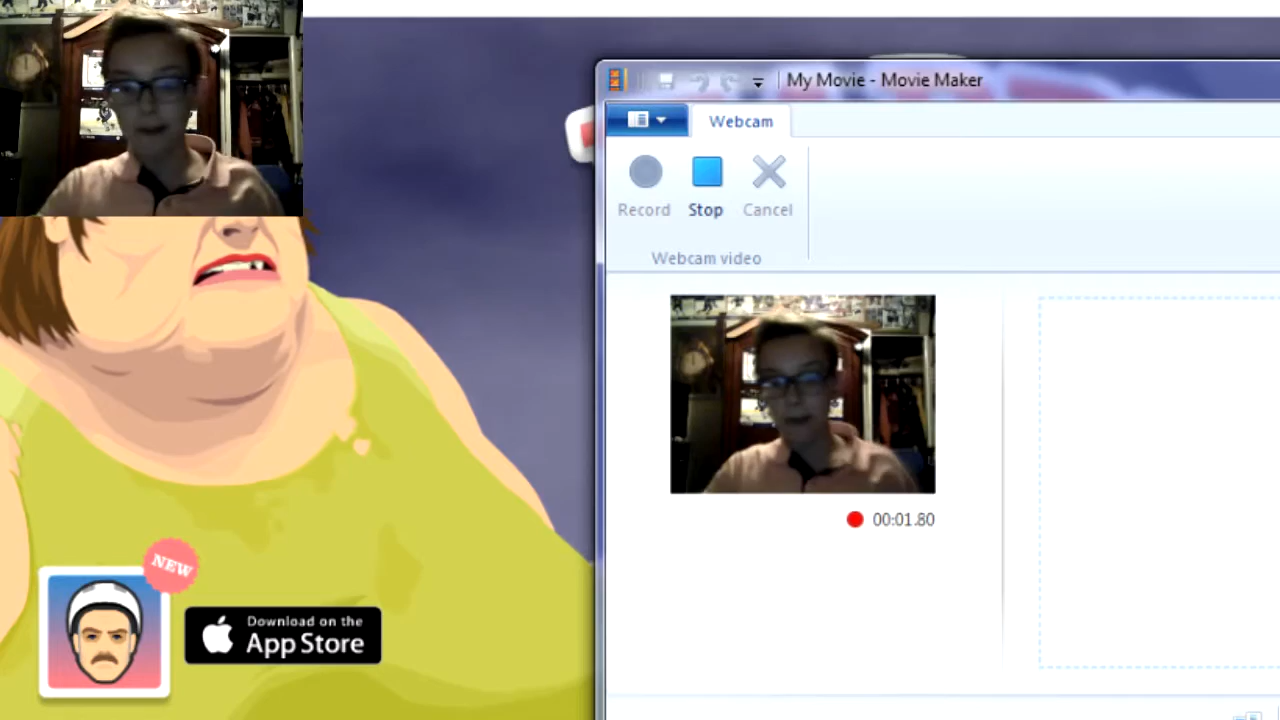 My Movie - Movie Maker
Webcam
Record Stop Cancel
Webcam video
00:01.80
NEW
Download on the
App Store